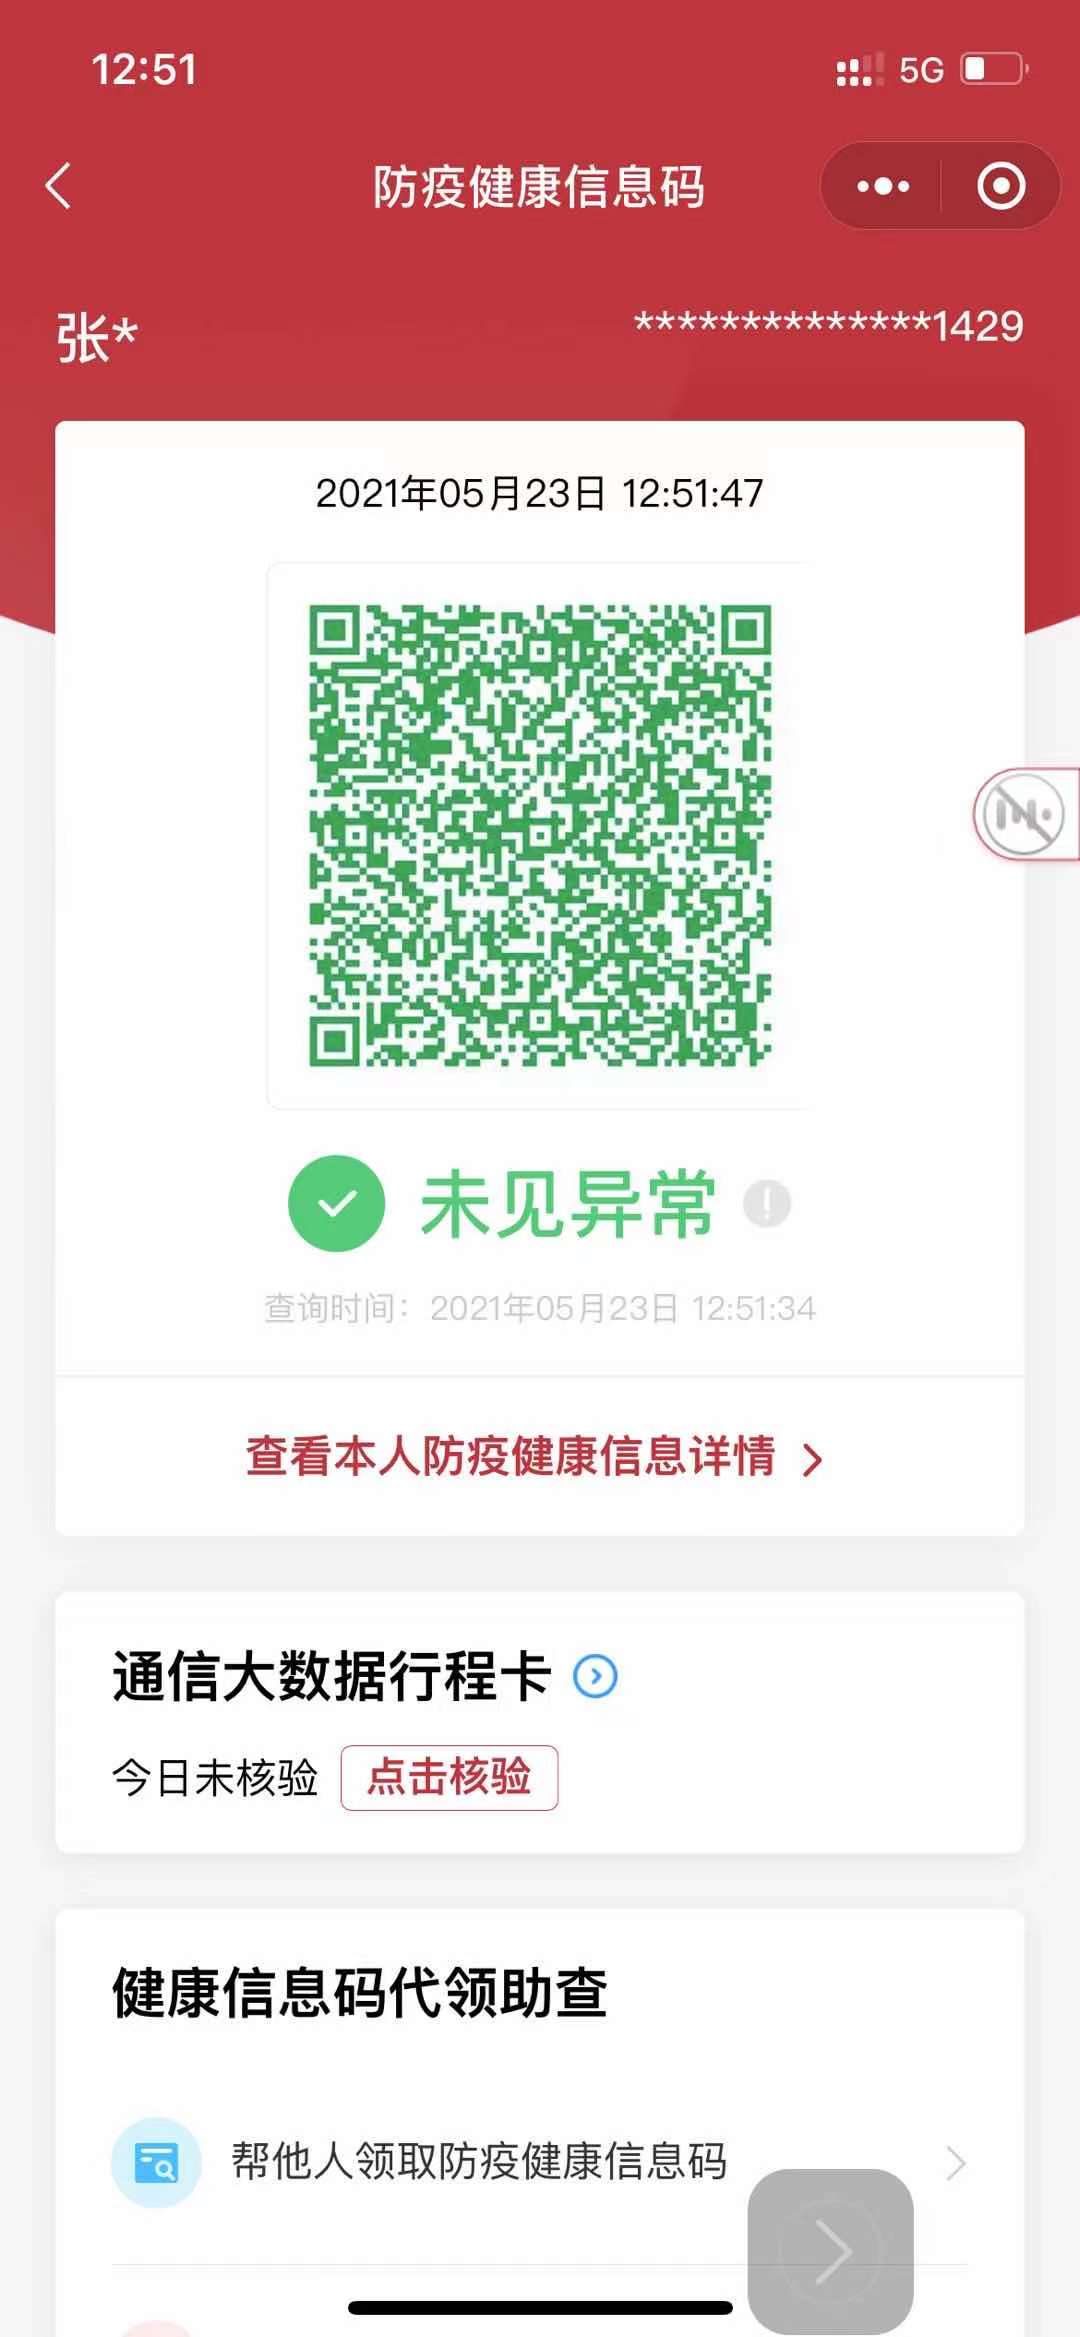 12:51
5G
防疫健康信息码
张*
**************1429
2021年05月23日 12:51:47
未见异常
查询时间：2021年05月23日 12:51:34
查看本人防疫健康信息详情
通信大数据行程卡
今日未核验
点击核验
健康信息码代领助查
帮他人领取防疫健康信息码